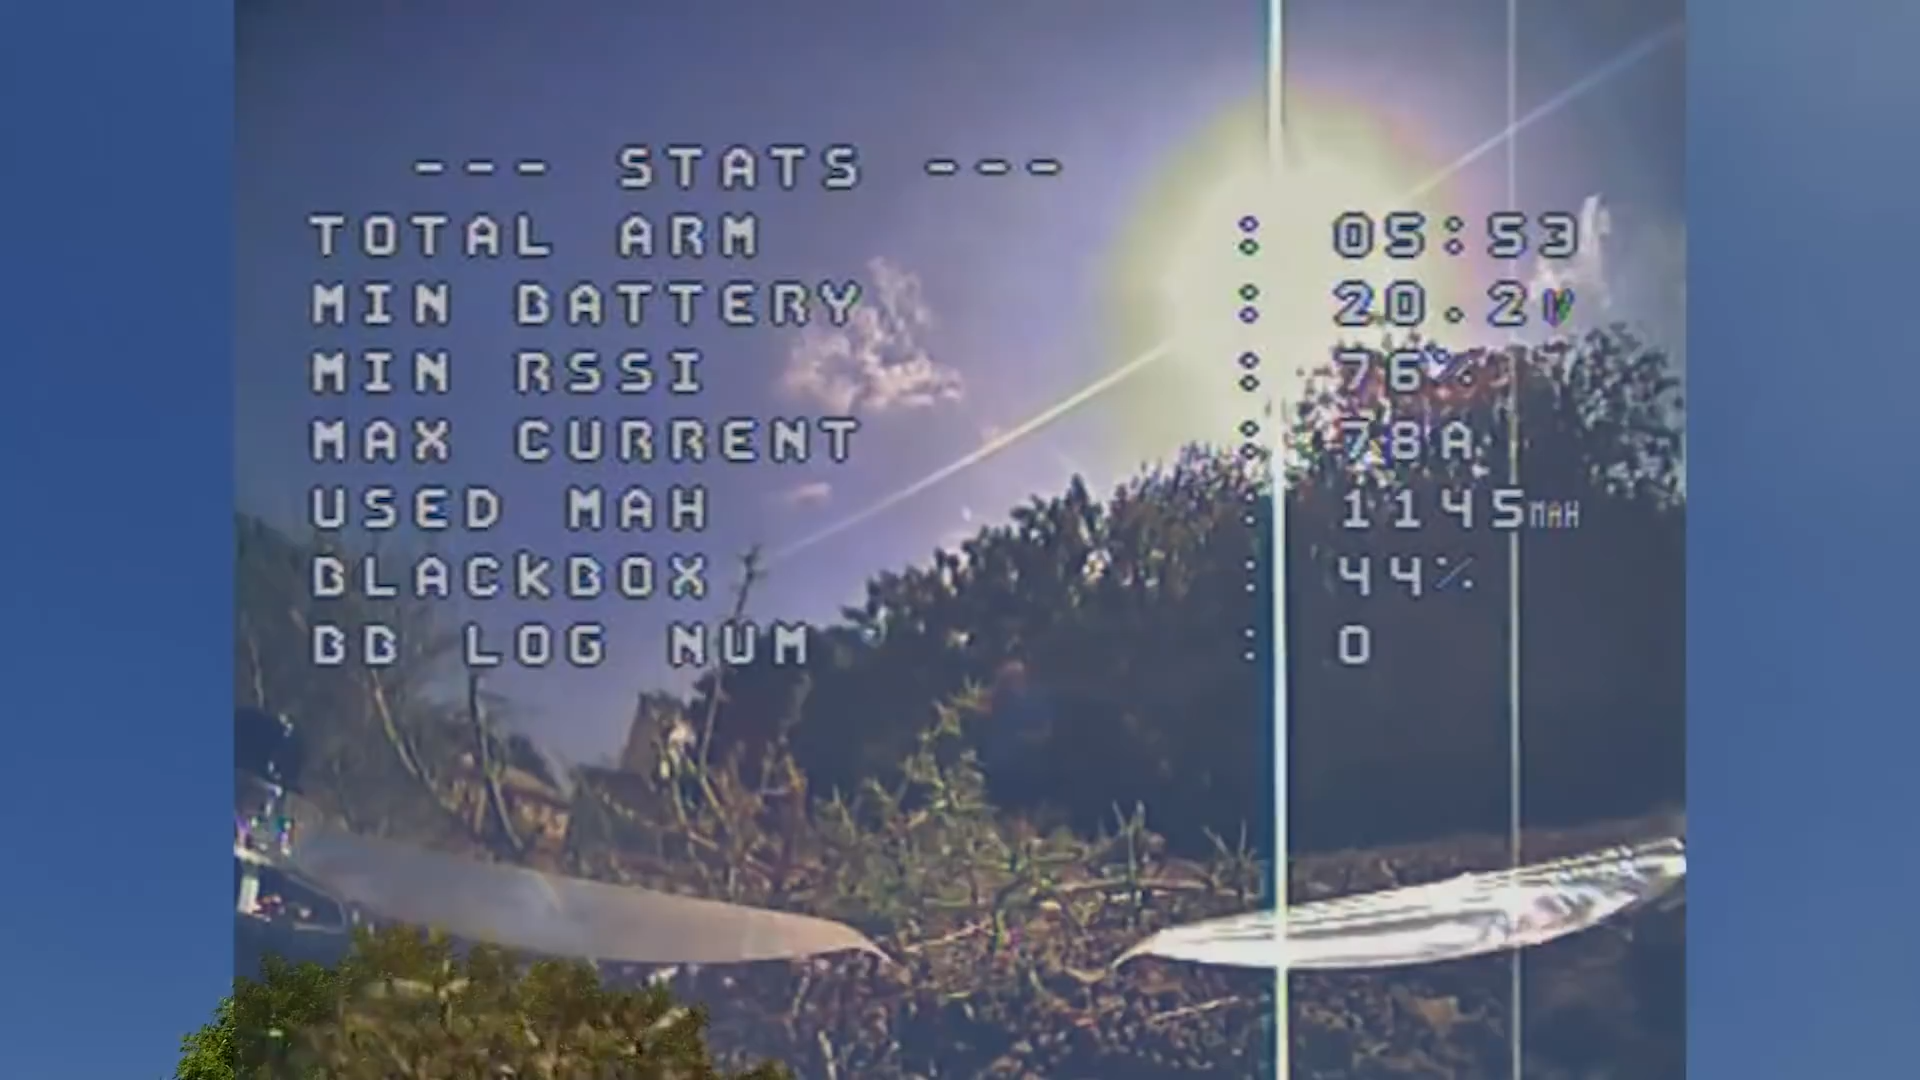 --- STATS ---
TOTAL ARM : 05:53
MIN BATTERY : 20.2V
MIN RSSI : 76%
MAX CURRENT : 78A
USED MAH : 1145MAH
BLACKBOX : 44%
BB LOG NUM : 0